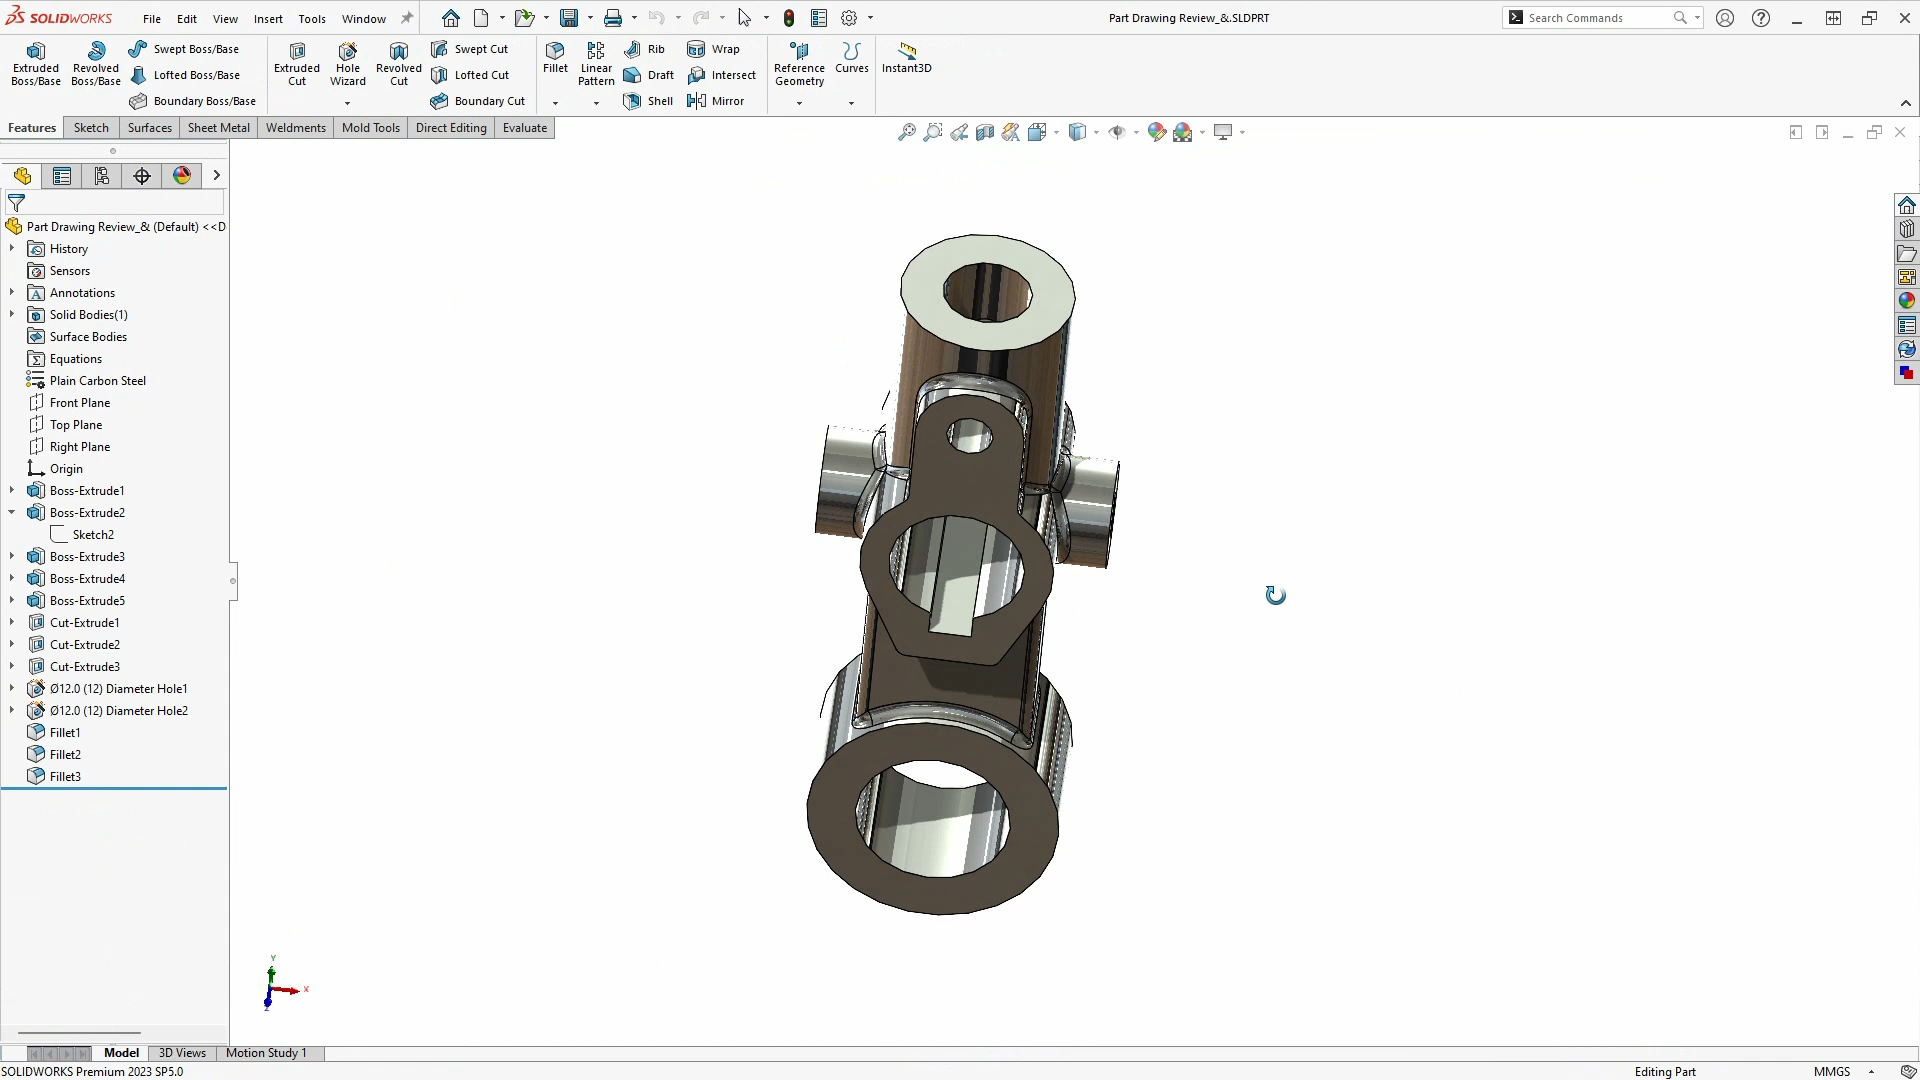 SOLIDWORKS
File Edit View Insert Tools Window
Part Drawing Review_&.SLDPRT
Search Commands
Extruded Boss/Base
Revolved Boss/Base
Swept Boss/Base
Lofted Boss/Base
Boundary Boss/Base
Extruded Cut
Hole Wizard
Revolved Cut
Swept Cut
Lofted Cut
Boundary Cut
Fillet
Linear Pattern
Rib
Draft
Shell
Wrap
Intersect
Mirror
Reference Geometry
Curves
Instant3D
Features Sketch Surfaces Sheet Metal Weldments Mold Tools Direct Editing Evaluate
Part Drawing Review_& (Default) <<D
History
Sensors
Annotations
Solid Bodies(1)
Surface Bodies
Equations
Plain Carbon Steel
Front Plane
Top Plane
Right Plane
Origin
Boss-Extrude1
Boss-Extrude2
Sketch2
Boss-Extrude3
Boss-Extrude4
Boss-Extrude5
Cut-Extrude1
Cut-Extrude2
Cut-Extrude3
Ø12.0 (12) Diameter Hole1
Ø12.0 (12) Diameter Hole2
Fillet1
Fillet2
Fillet3
Y
X
Z
Model 3D Views Motion Study 1
SOLIDWORKS Premium 2023 SP5.0
Editing Part
MMGS